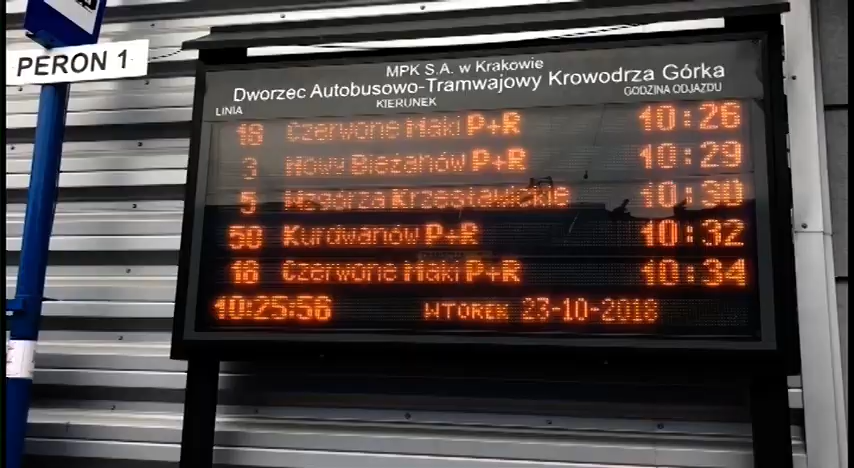 PERON 1
MPK S.A. w Krakowie
Dworzec Autobusowo-Tramwajowy Krowodrza Górka
LINIA KIERUNEK GODZINA ODJAZDU
18 Czerwone Maki P+R 10:26
3 Nowy Bieżanów P+R 10:29
5 Wzgórza Krzesławickie 10:30
50 Kurdwanów P+R 10:32
18 Czerwone Maki P+R 10:34
10:25:56 WTOREK 23-10-2018